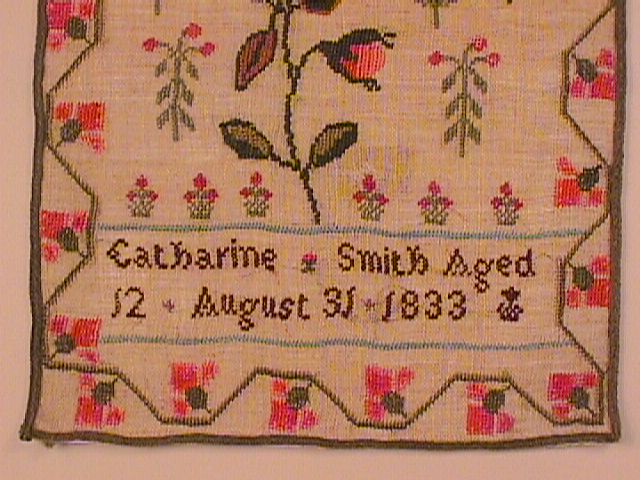 Catharine Smith Aged
12 August 31 1833